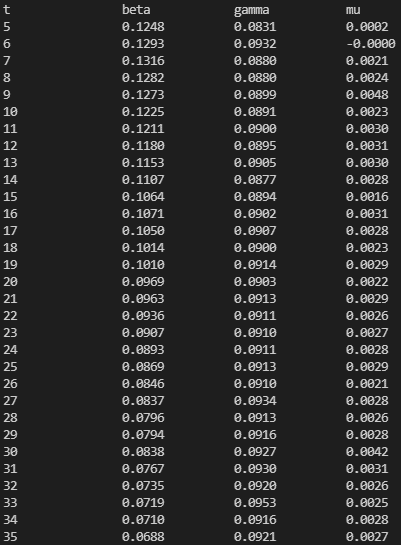 t beta gamma mu
5 0.1248 0.0831 0.0002
6 0.1293 0.0932 -0.0000
7 0.1316 0.0880 0.0021
8 0.1282 0.0880 0.0024
9 0.1273 0.0899 0.0048
10 0.1225 0.0891 0.0023
11 0.1211 0.0900 0.0030
12 0.1180 0.0895 0.0031
13 0.1153 0.0905 0.0030
14 0.1107 0.0877 0.0028
15 0.1064 0.0894 0.0016
16 0.1071 0.0902 0.0031
17 0.1050 0.0907 0.0028
18 0.1014 0.0900 0.0023
19 0.1010 0.0914 0.0029
20 0.0969 0.0903 0.0022
21 0.0963 0.0913 0.0029
22 0.0936 0.0911 0.0026
23 0.0907 0.0910 0.0027
24 0.0893 0.0911 0.0028
25 0.0869 0.0913 0.0029
26 0.0846 0.0910 0.0021
27 0.0837 0.0934 0.0028
28 0.0796 0.0913 0.0026
29 0.0794 0.0916 0.0028
30 0.0838 0.0927 0.0042
31 0.0767 0.0930 0.0031
32 0.0735 0.0920 0.0026
33 0.0719 0.0953 0.0025
34 0.0710 0.0916 0.0028
35 0.0688 0.0921 0.0027